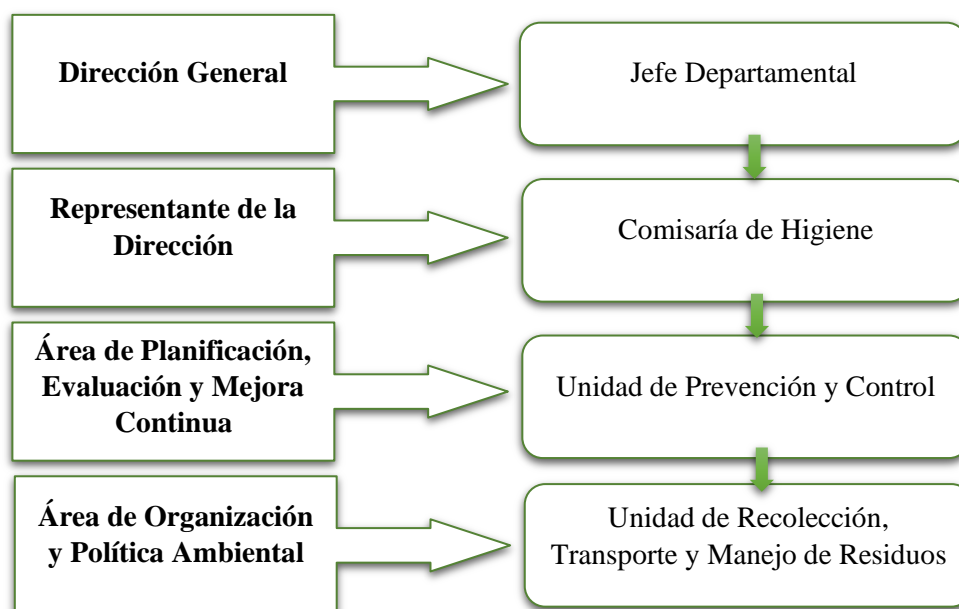 Dirección General
Jefe Departamental
Representante de la
Dirección
Comisaría de Higiene
Área de Planificación,
Evaluación y Mejora
Continua
Unidad de Prevención y Control
Área de Organización
y Política Ambiental
Unidad de Recolección,
Transporte y Manejo de Residuos